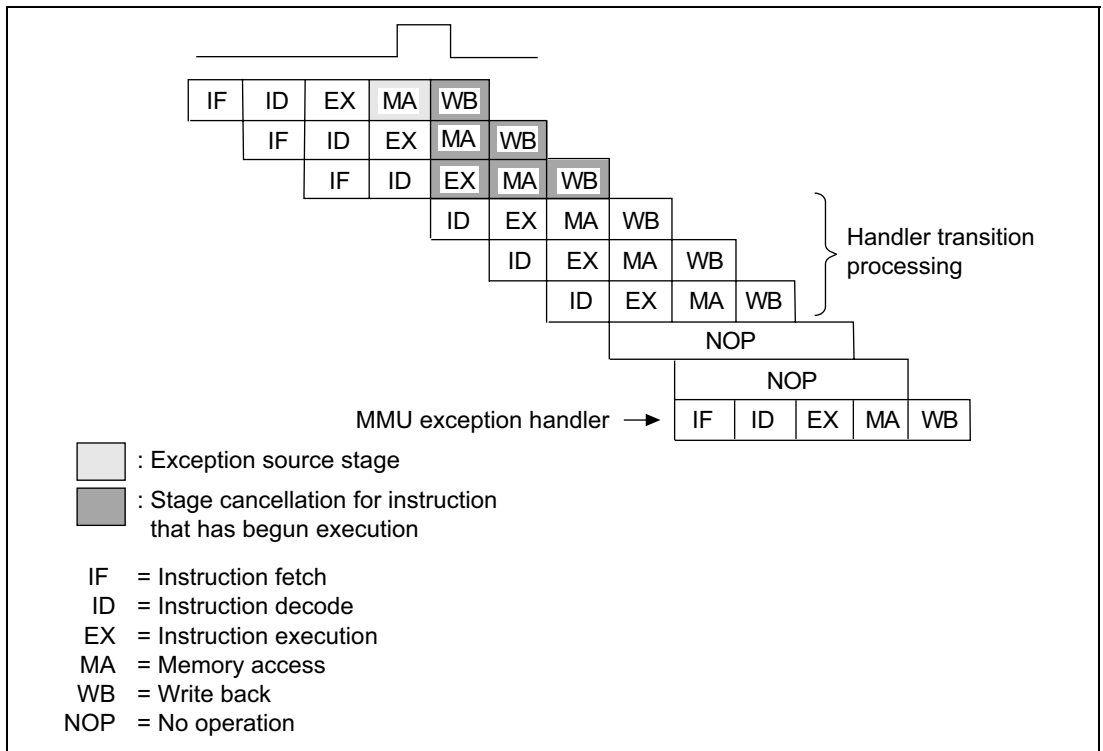 IF ID EX MA WB
IF ID EX MA WB
IF ID EX MA WB
ID EX MA WB
ID EX MA WB
ID EX MA WB
Handler transition
processing
NOP
NOP
MMU exception handler → IF ID EX MA WB
: Exception source stage
: Stage cancellation for instruction
that has begun execution
IF = Instruction fetch
ID = Instruction decode
EX = Instruction execution
MA = Memory access
WB = Write back
NOP = No operation